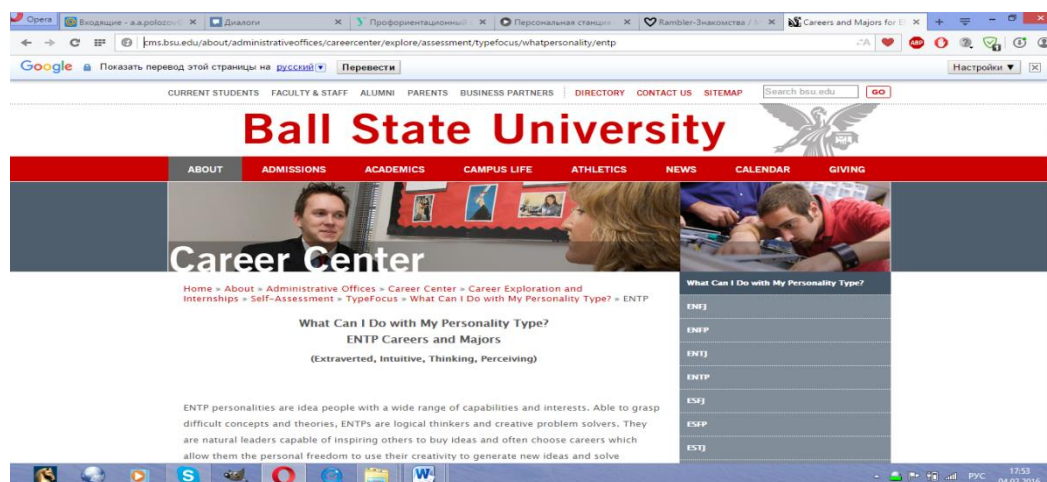 Opera Входящие - a.a.polozov Диалоги Профориентационный Персональная станция Rambler-Знакомства / Careers and Majors for E
cms.bsu.edu/about/administrativeoffices/careercenter/explore/assessment/typefocus/whatpersonality/entp ABP
Google Показать перевод этой страницы на русский Перевести Настройки
CURRENT STUDENTS FACULTY & STAFF ALUMNI PARENTS BUSINESS PARTNERS DIRECTORY CONTACT US SITEMAP Search bsu.edu GO
Ball State University
ABOUT ADMISSIONS ACADEMICS CAMPUS LIFE ATHLETICS NEWS CALENDAR GIVING
Career Center
Home » About » Administrative Offices » Career Center » Career Exploration and
Internships » Self-Assessment » TypeFocus » What Can I Do with My Personality Type? » ENTP
What Can I Do with My Personality Type?
ENTP Careers and Majors
(Extraverted, Intuitive, Thinking, Perceiving)
ENTP personalities are idea people with a wide range of capabilities and interests. Able to grasp
difficult concepts and theories, ENTPs are logical thinkers and creative problem solvers. They
are natural leaders capable of inspiring others to buy ideas and often choose careers which
allow them the personal freedom to use their creativity to generate new ideas and solve
What Can I Do with My Personality Type?
ENFJ
ENFP
ENTJ
ENTP
ESFJ
ESFP
ESTJ
РУС 17:53
04.02.2016